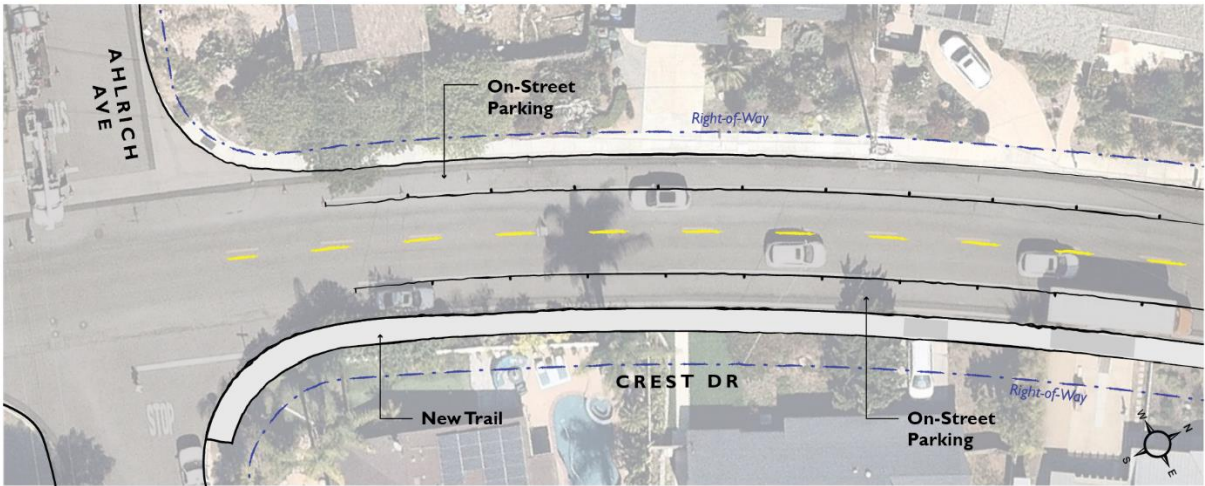 AHLRICH
AVE
On-Street
Parking
Right-of-Way
STOP
CREST DR
New Trail
Right-of-Way
On-Street
Parking
W
N
S
E